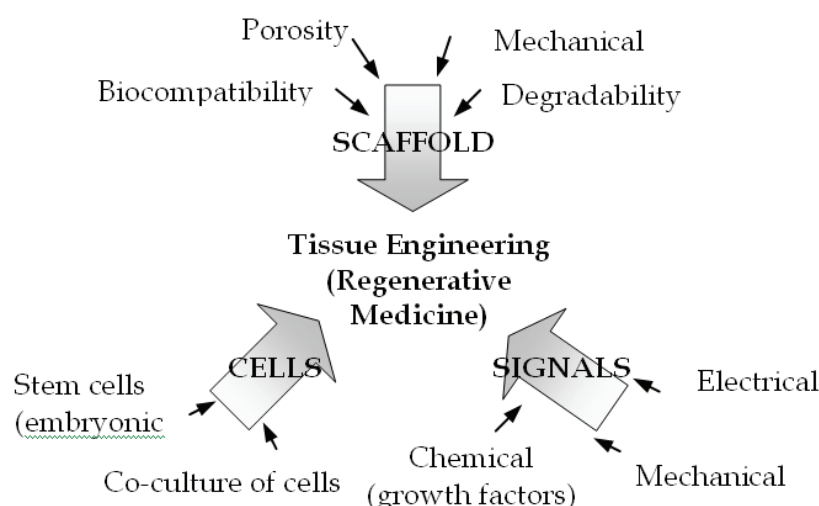 Porosity
Mechanical
Biocompatibility
Degradability
SCAFFOLD
Tissue Engineering
(Regenerative
Medicine)
CELLS
SIGNALS
Stem cells
(embryonic
Electrical
Co-culture of cells
Chemical
(growth factors)
Mechanical